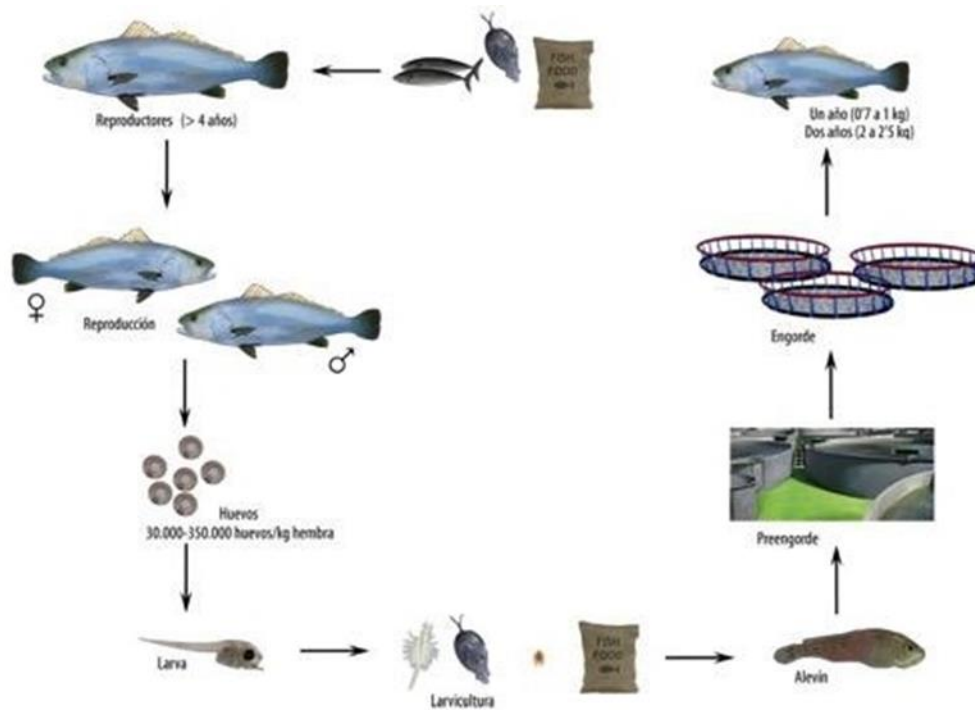 FISH
FOOD
Reproductores (> 4 años)
Un año (0'7 a 1 kg)
Dos años (2 a 2'5 kg)
♀
Reproducción
♂
Engorde
Huevos
30.000-350.000 huevos/kg hembra
Preengorde
Larva
FISH
FOOD
Larvicultura
Alevín